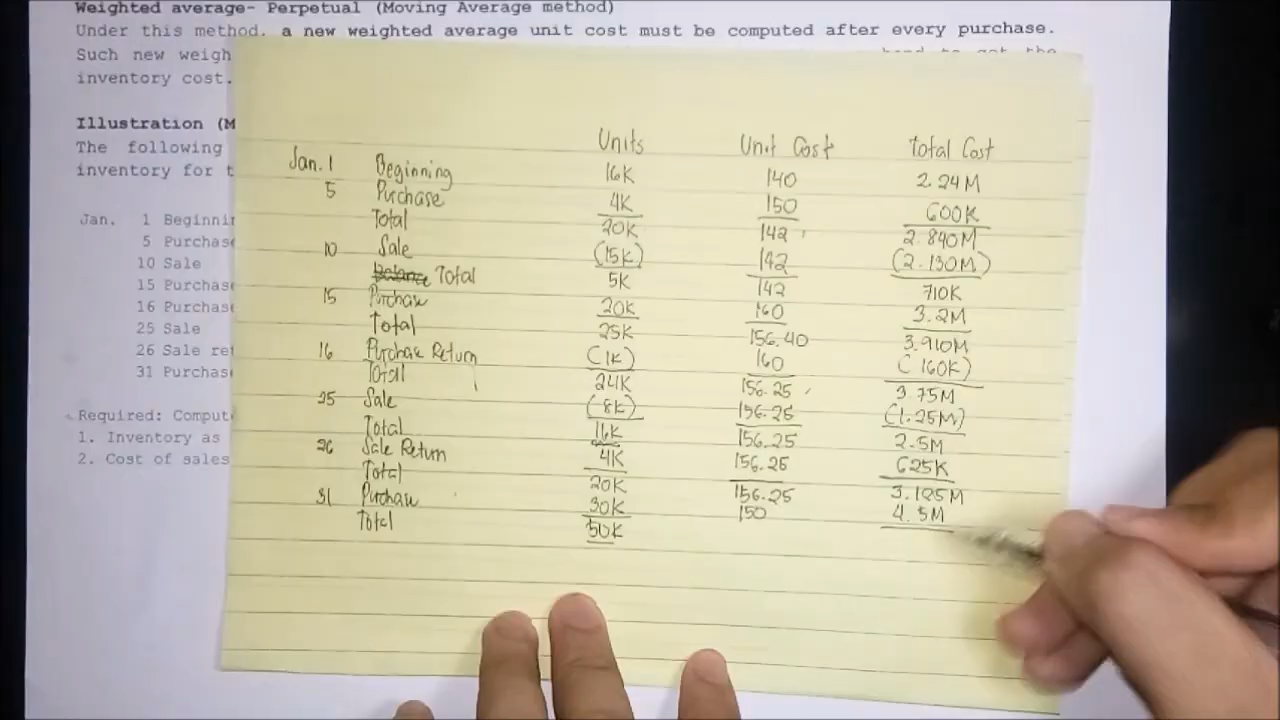 Weighted average- Perpetual (Moving Average method)
Under this method, a new weighted average unit cost must be computed after every purchase.
Such new weigh
inventory cost.
Illustration (M
The following
inventory for t
Jan. 1 Beginnin
5 Purchase
10 Sale
15 Purchase
16 Purchase
25 Sale
26 Sale ret
31 Purchase
Required: Comput
1. Inventory as
2. Cost of sales
Units Unit Cost Total Cost
Jan. 1 Beginning 16K 140 2.24M
5 Purchase 4K 150 600K
Total 20K 142 2.840M
10 Sale (15K) 142 (2.130M)
Balance Total 5K 142 710K
15 Purchase 20K 160 3.2M
Total 25K 156.40 3.910M
16 Purchase Return (1K) 160 (160K)
Total 24K 156.25 3.75M
25 Sale (8K) 156.25 (1.25M)
Total 16K 156.25 2.5M
26 Sale Return 4K 156.25 625K
Total 20K 156.25 3.125M
31 Purchase 30K 150 4.5M
Total 50K